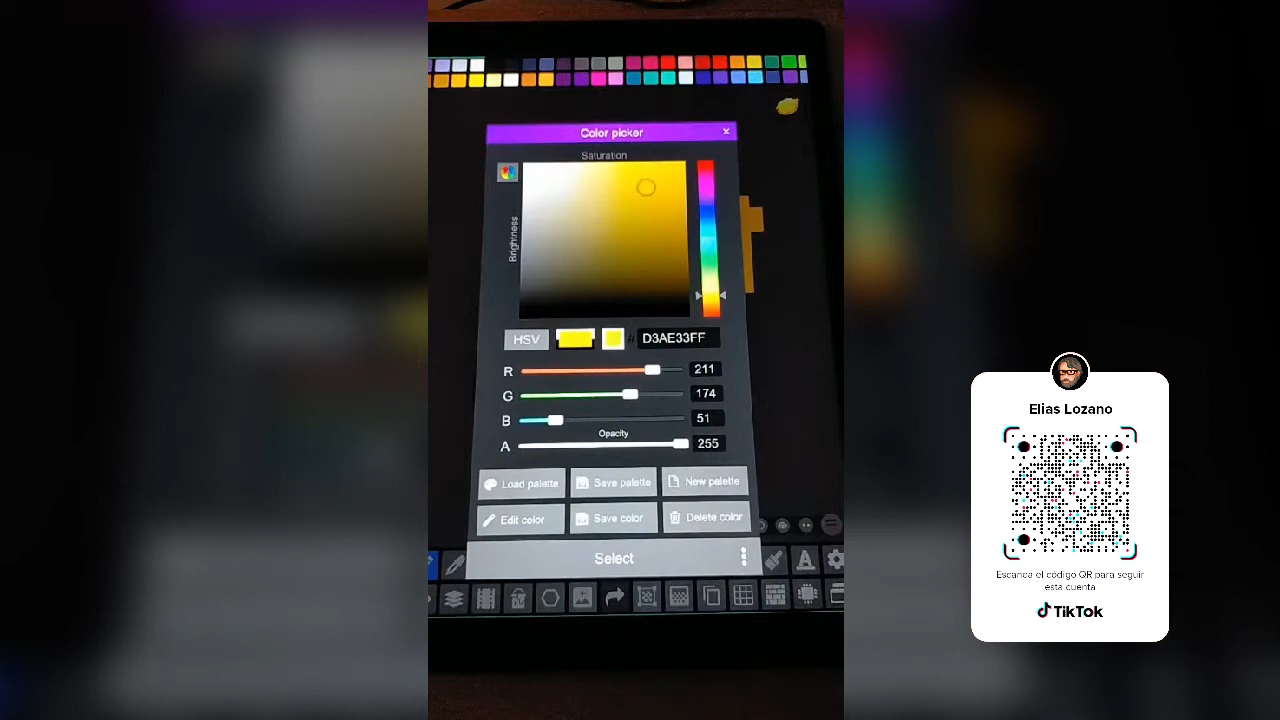 Color picker
Saturation
Brightness
HSV
# D3AE33FF
R 211
G 174
B 51
Opacity
A 255
Load palette
Save palette
New palette
Edit color
Save color
Delete color
Select
A
Elias Lozano
Escanea el código QR para seguir
esta cuenta
TikTok